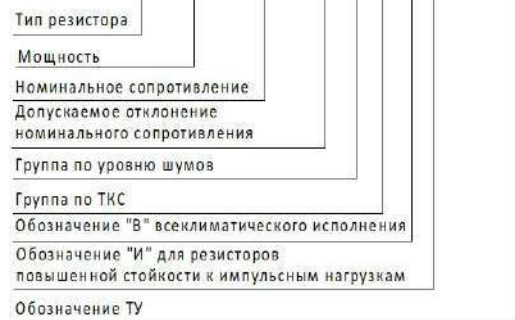 Тип резистора
Мощность
Номинальное сопротивление
Допускаемое отклонение
номинального сопротивления
Группа по уровню шумов
Группа по ТКС
Обозначение "В" всеклиматического исполнения
Обозначение "И" для резисторов
повышенной стойкости к импульсным нагрузкам
Обозначение ТУ